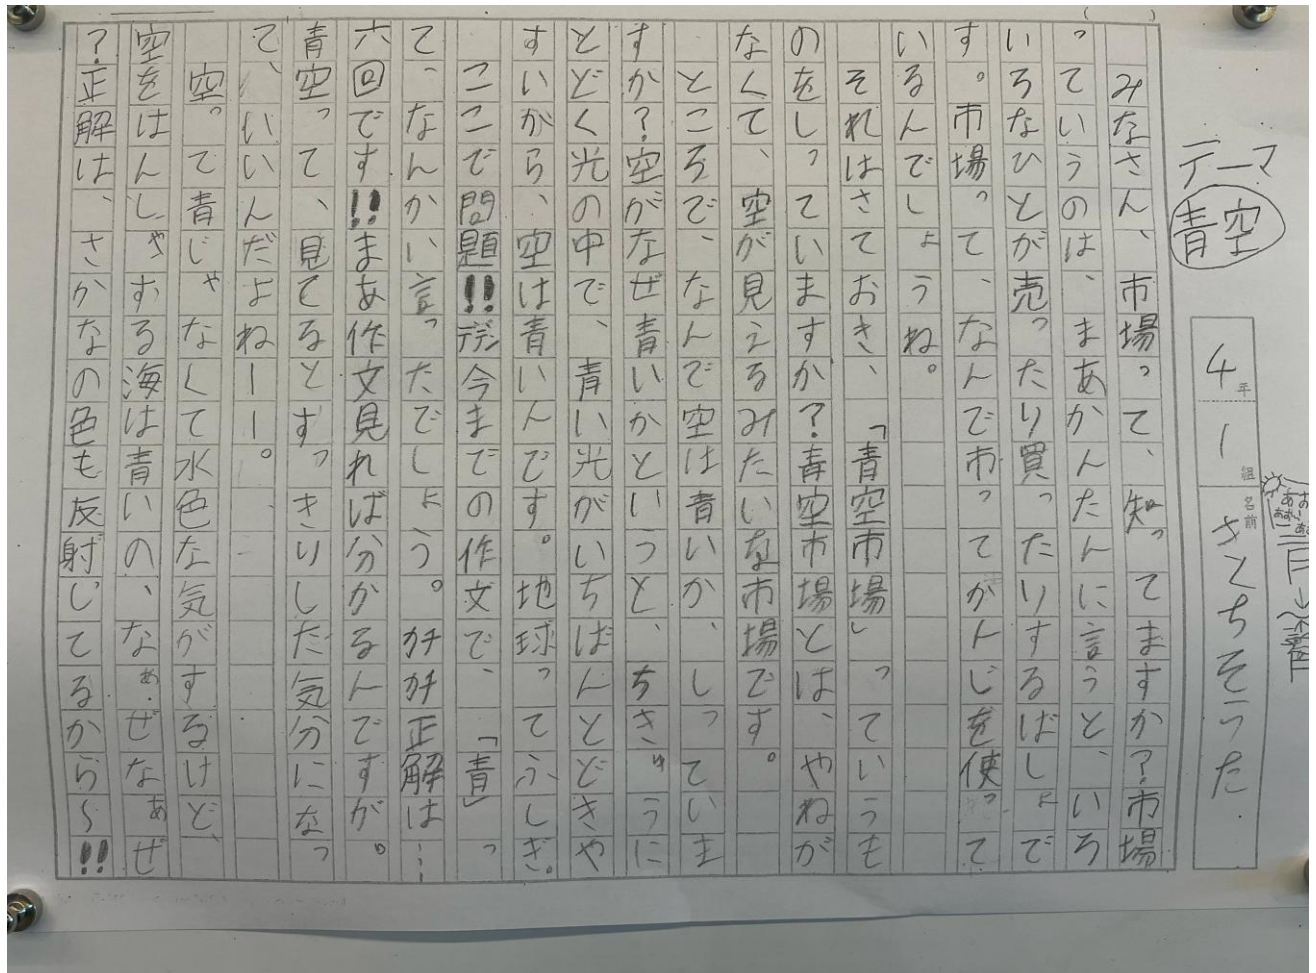 テーマ
青空
4年1組 名前 さとちそうた
みなさん、市場って、知ってますか?市場
っていうのは、まあかんたんに言うと、いろ
いろなひとが売ったり買ったりするばしょで
す。市場って、なんで市ってかんじを使って
いるんでしょうね。
それはさておき、「青空市場」っていうも
のをしっていますか?青空市場とは、やねが
なくて、空が見えるみたいな市場です。
ところで、なんで空は青いか、しっていま
すか?空がなぜ青いかというと、ちきゅうに
とどく光の中で、青い光がいちばんとどきや
すいから、空は青いんです。地球ってふしぎ。
ここで問題!!デデン今までの作文で、「青」っ
て、なんかい言ったでしょう。カチカチ正解は…
六回です!!まあ作文見れば分かるんですが。
青空って、見てるとすっきりした気分になっ
て、いいんだよねーー。
空って青じゃなくて水色な気がするけど、
空をはんしゃする海は青いの、なぁぜなあぜ
?正解は、さかなの色も反射してるから〜!!